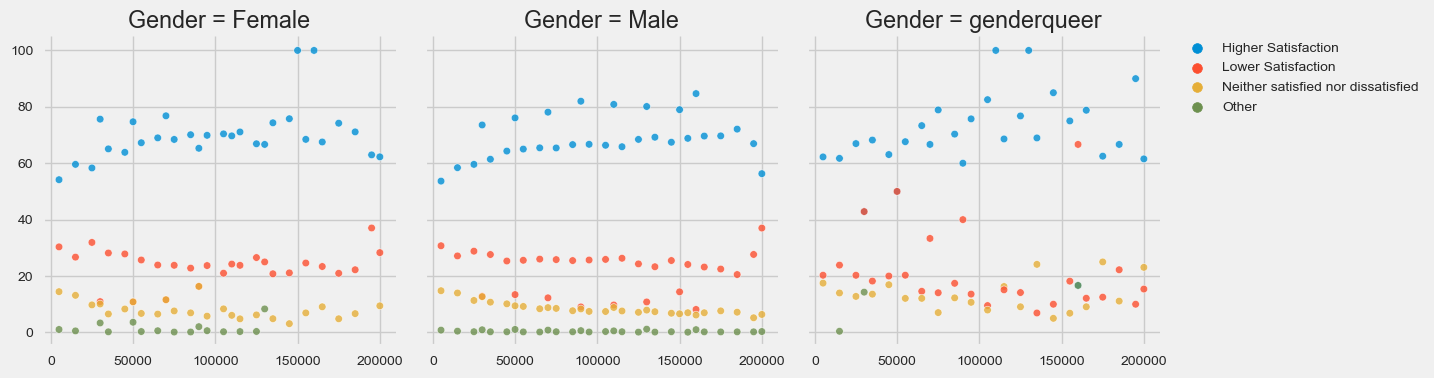 Gender = Female
Gender = Male
Gender = genderqueer
100
80
60
40
20
0
Higher Satisfaction
Lower Satisfaction
Neither satisfied nor dissatisfied
Other
0 50000 100000 150000 200000
0 50000 100000 150000 200000
0 50000 100000 150000 200000